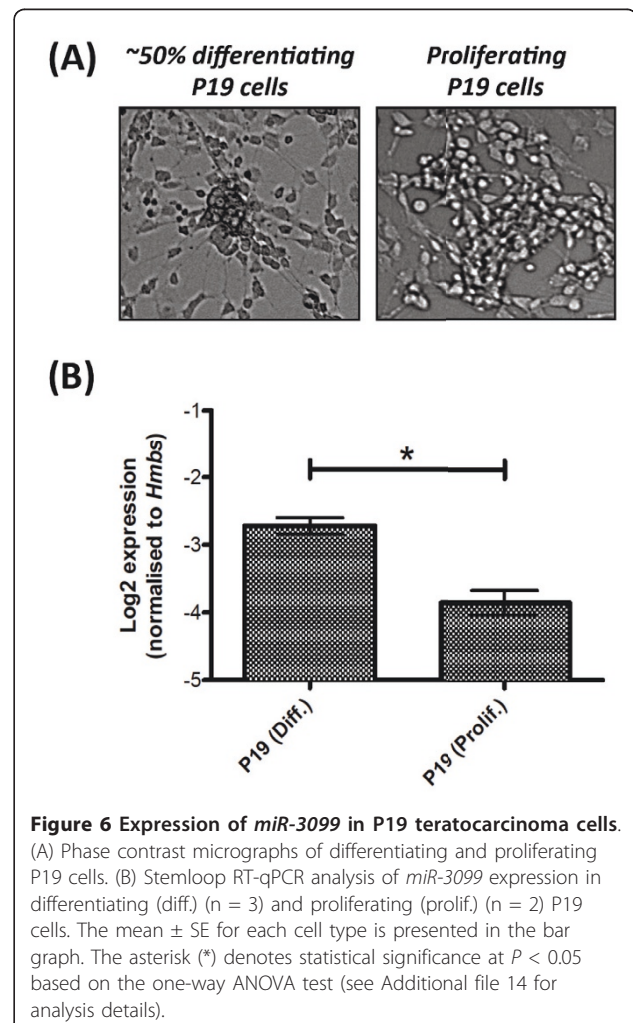 (A)
~50% differentiating
P19 cells
Proliferating
P19 cells
(B)
Log2 expression
(normalised to Hmbs)
-1
-2
-3
-4
-5
*
P19 (Diff.)
P19 (Prolif.)
Figure 6 Expression of miR-3099 in P19 teratocarcinoma cells.
(A) Phase contrast micrographs of differentiating and proliferating
P19 cells. (B) Stemloop RT-qPCR analysis of miR-3099 expression in
differentiating (diff.) (n = 3) and proliferating (prolif.) (n = 2) P19
cells. The mean ± SE for each cell type is presented in the bar
graph. The asterisk (*) denotes statistical significance at P < 0.05
based on the one-way ANOVA test (see Additional file 14 for
analysis details).